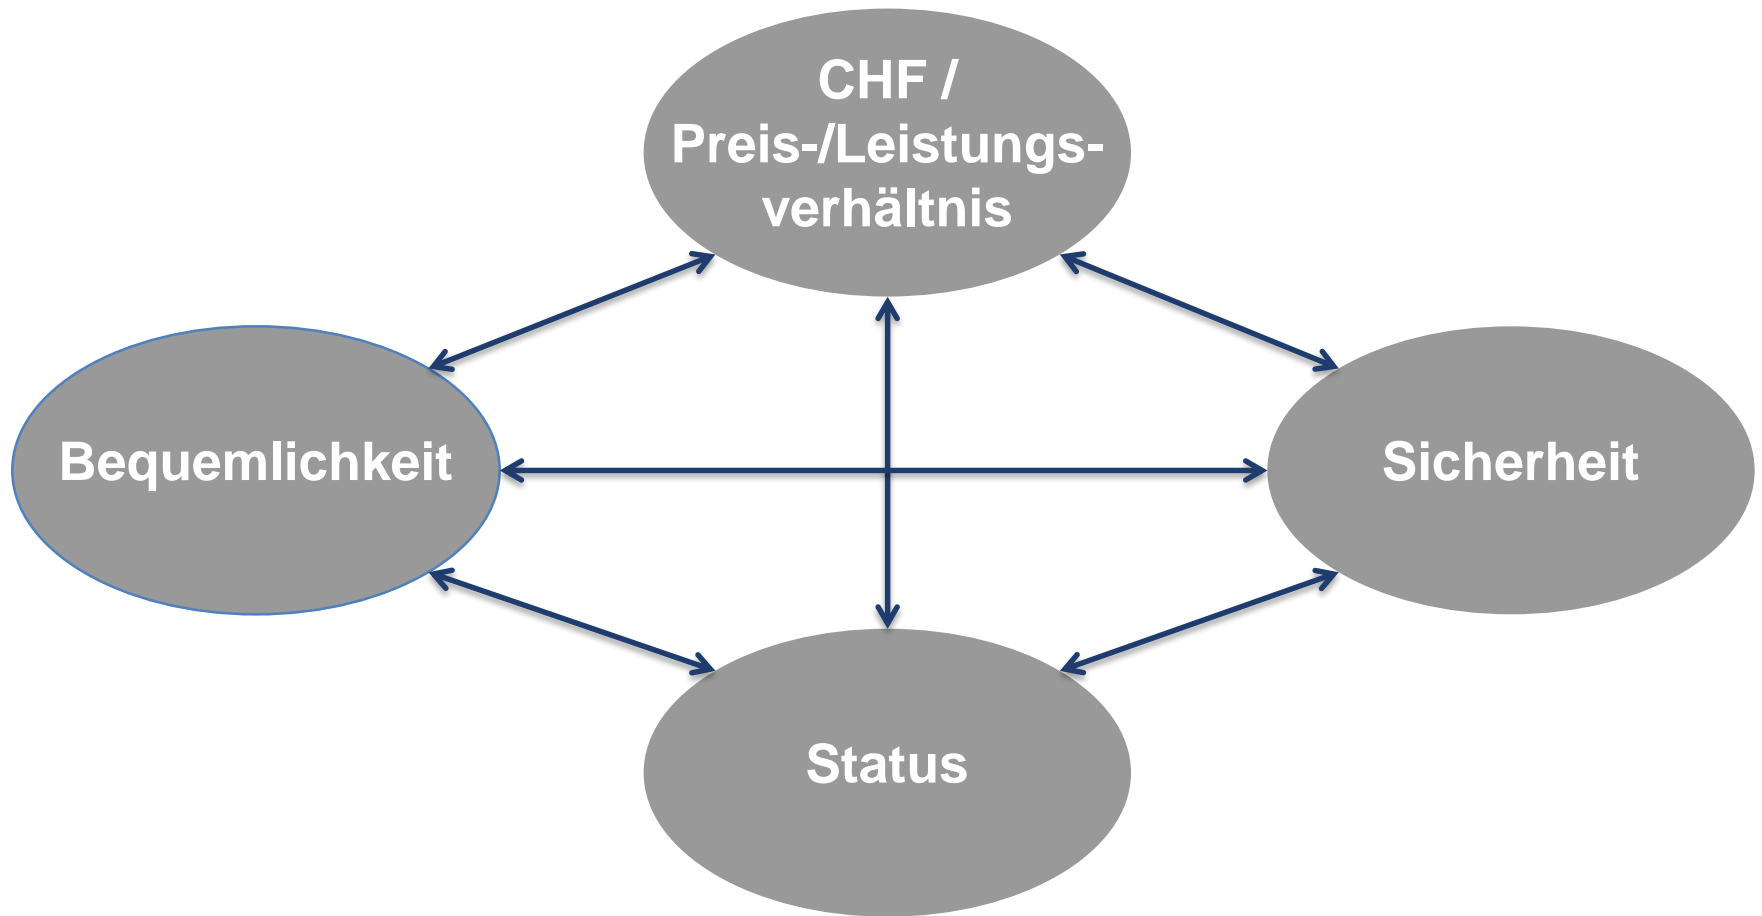 CHF /
Preis-/Leistungs-
verhältnis
Bequemlichkeit
Sicherheit
Status